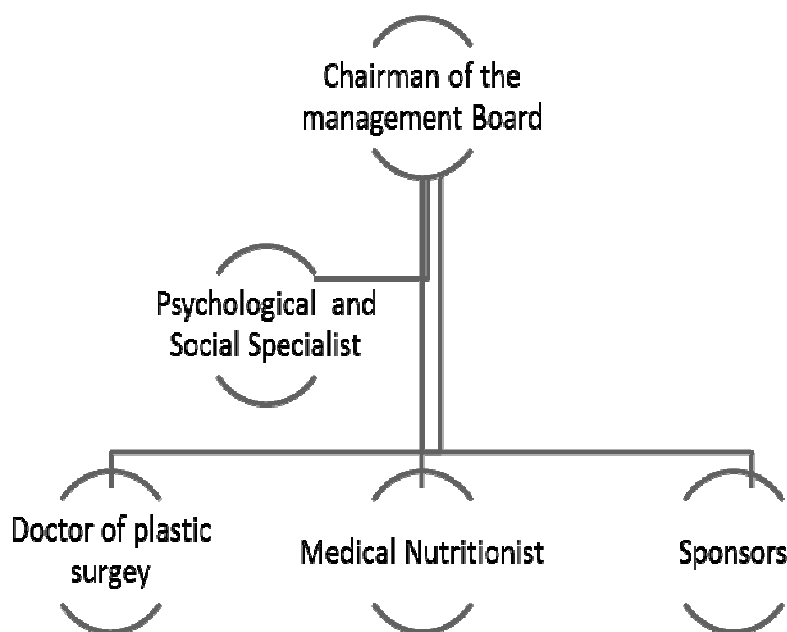 Chairman of the
management Board
Psychological and
Social Specialist
Doctor of plastic
surgey
Medical Nutritionist
Sponsors